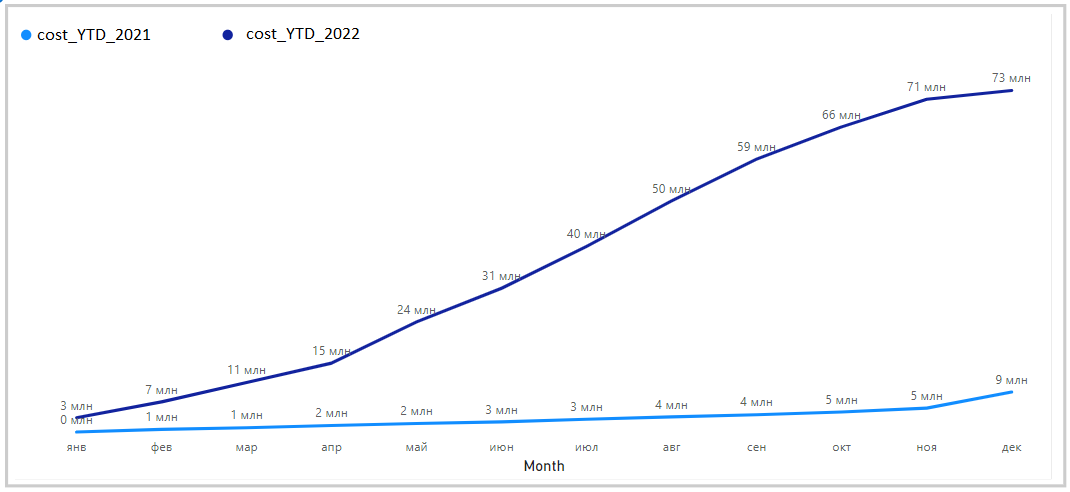 cost_YTD_2021 cost_YTD_2022
73 млн
71 млн
66 млн
59 млн
50 млн
40 млн
31 млн
24 млн
15 млн
11 млн
7 млн
3 млн
0 млн 1 млн 1 млн 2 млн 2 млн 3 млн 3 млн 4 млн 4 млн 5 млн 5 млн 9 млн
янв фев мар апр май июн июл авг сен окт ноя дек
Month